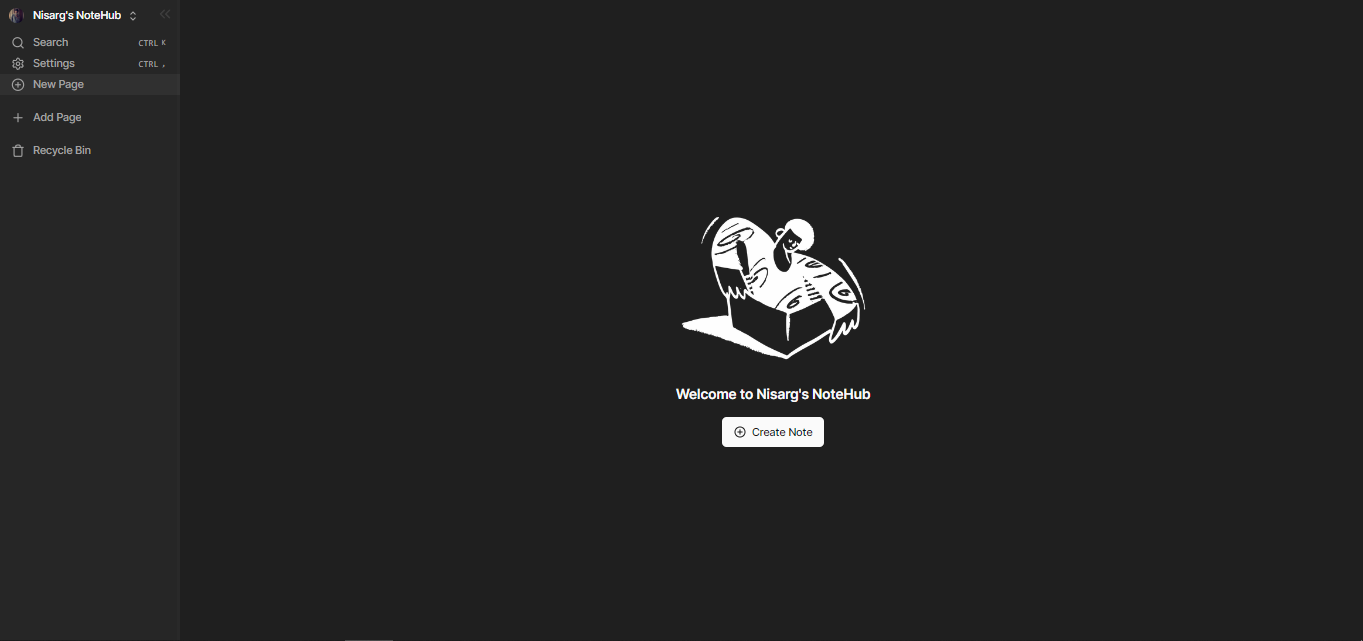 Nisarg's NoteHub
Search CTRL K
Settings CTRL ,
New Page
Add Page
Recycle Bin
Welcome to Nisarg's NoteHub
Create Note